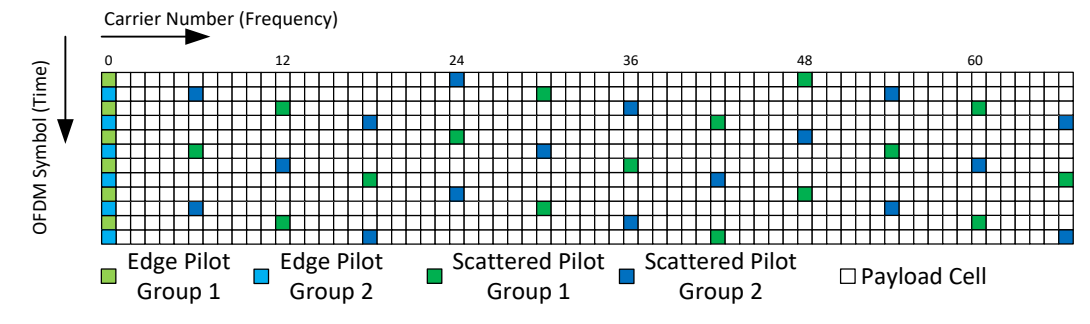 Carrier Number (Frequency)
0 12 24 36 48 60
OFDM Symbol (Time)
Edge Pilot Group 1
Edge Pilot Group 2
Scattered Pilot Group 1
Scattered Pilot Group 2
Payload Cell